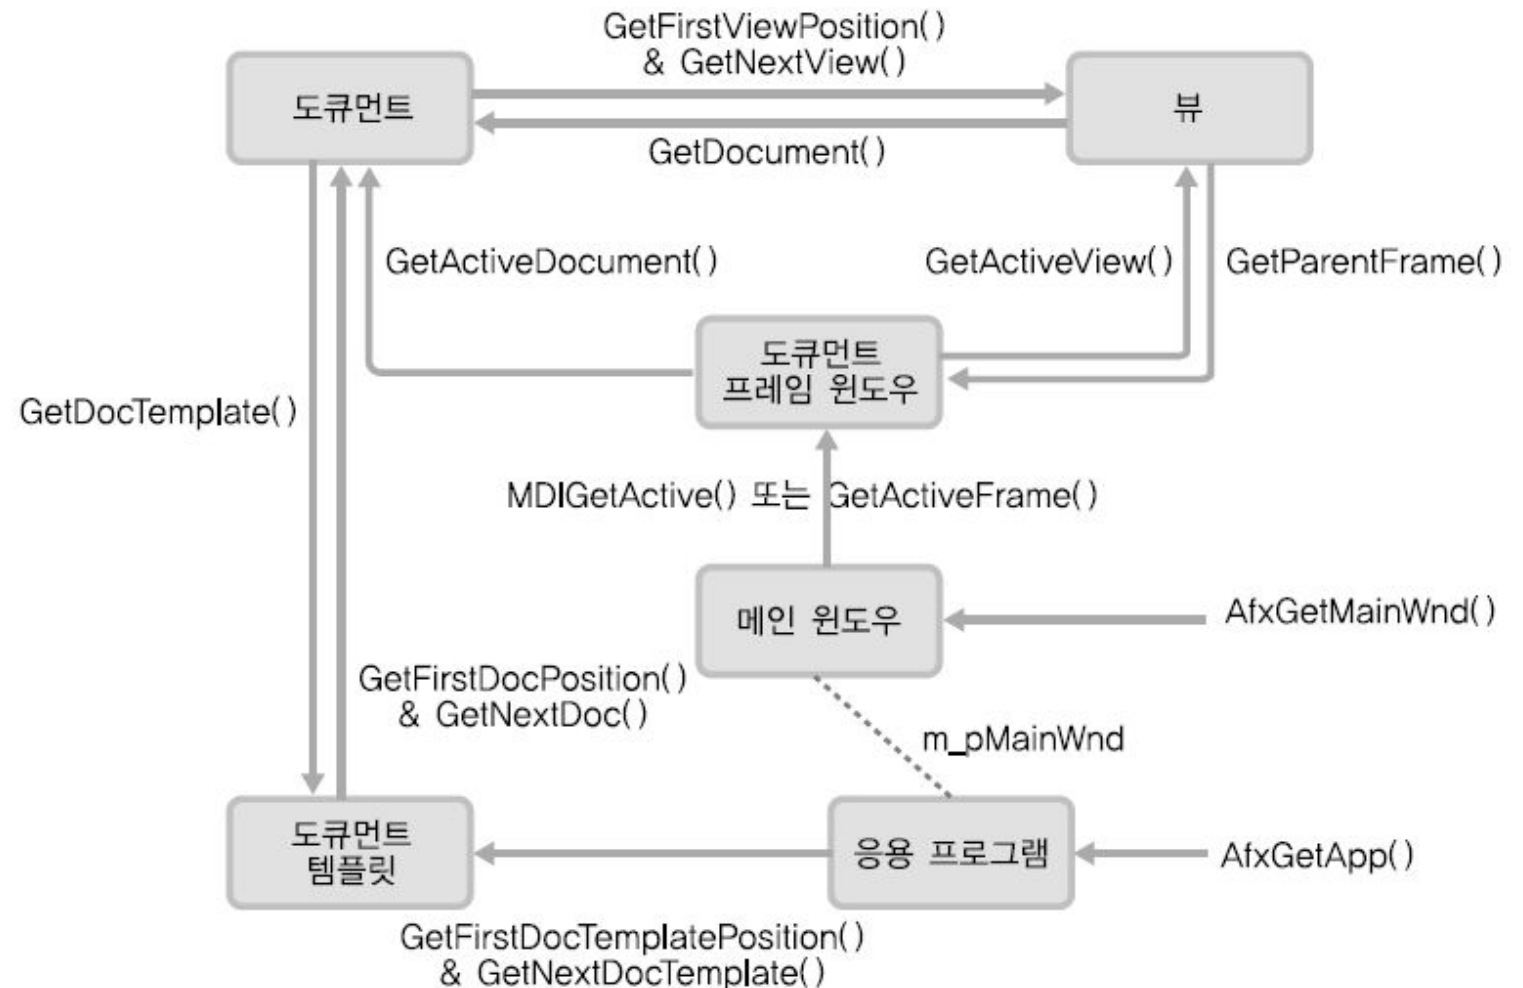 GetFirstViewPosition()
& GetNextView()
도큐먼트
뷰
GetDocument()
GetActiveDocument()
GetActiveView()
GetParentFrame()
도큐먼트
프레임 윈도우
GetDocTemplate()
MDIGetActive() 또는 GetActiveFrame()
메인 윈도우
AfxGetMainWnd()
GetFirstDocPosition()
& GetNextDoc()
m_pMainWnd
도큐먼트
템플릿
응용 프로그램
AfxGetApp()
GetFirstDocTemplatePosition()
& GetNextDocTemplate()